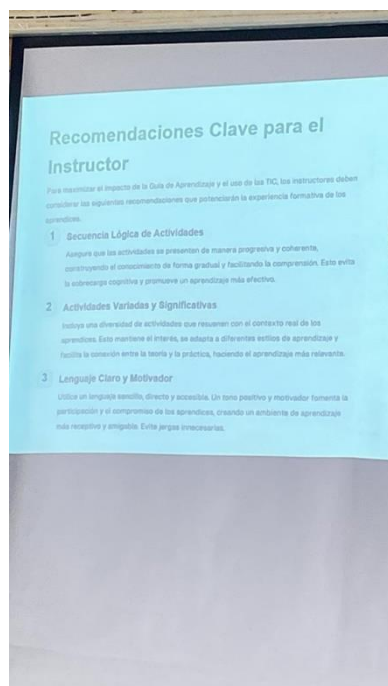 Recomendaciones Clave para el
Instructor
Para maximizar el impacto de la Guía de Aprendizaje y el uso de las TIC, los instructores deben
considerar las siguientes recomendaciones que potenciarán la experiencia formativa de los
aprendices.
1 Secuencia Lógica de Actividades
Asegure que las actividades se presentan de manera progresiva y coherente,
construyendo el conocimiento de forma gradual y facilitando la comprensión. Esto evita
la sobrecarga cognitiva y promueve un aprendizaje más efectivo.
2 Actividades Variadas y Significativas
Incluya una diversidad de actividades que resuenen con el contexto real de los
aprendices. Esto mantiene el interés, se adapta a diferentes estilos de aprendizaje y
facilita la conexión entre la teoría y la práctica, haciendo el aprendizaje más relevante.
3 Lenguaje Claro y Motivador
Utilice un lenguaje sencillo, directo y accesible. Un tono positivo y motivador fomenta la
participación y el compromiso de los aprendices, creando un ambiente de aprendizaje
más receptivo y amigable. Evite jergas innecesarias.